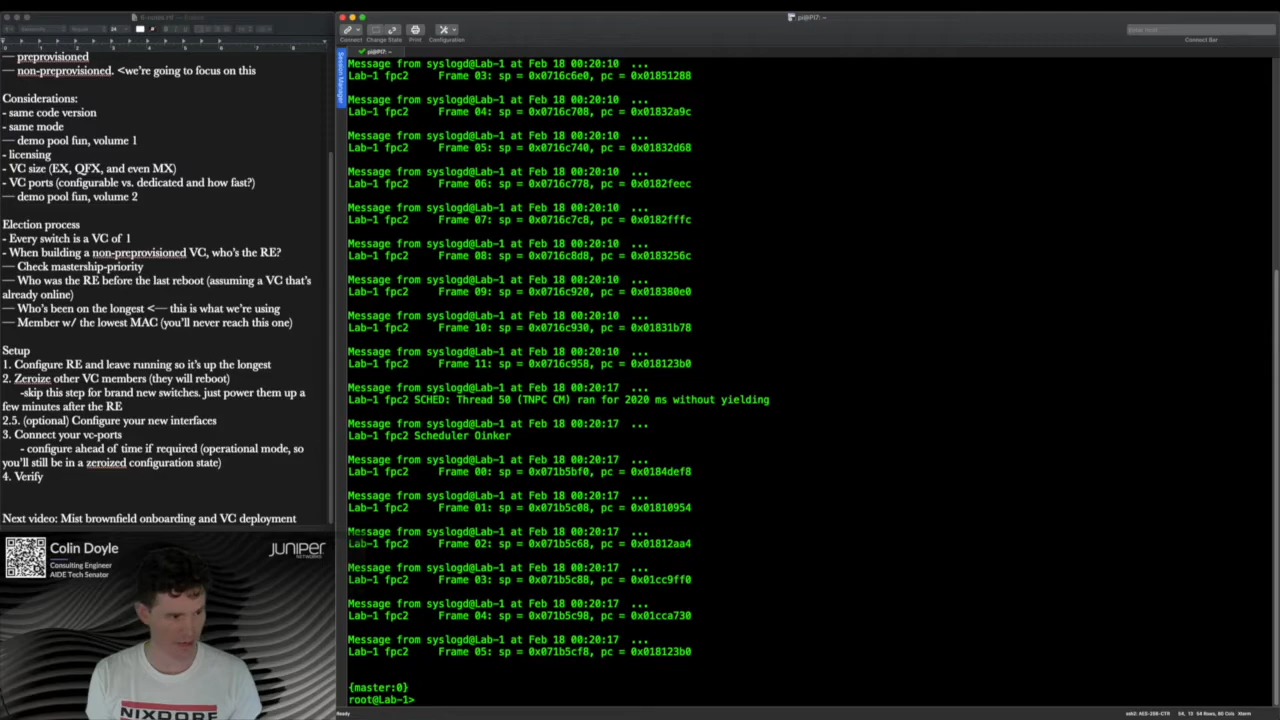 — preprovisioned
— non-preprovisioned. <we're going to focus on this
Considerations:
- same code version
- same mode
— demo pool fun, volume 1
- licensing
- VC size (EX, QFX, and even MX)
- VC ports (configurable vs. dedicated and how fast?)
— demo pool fun, volume 2
Election process
- Every switch is a VC of 1
- When building a non-preprovisioned VC, who's the RE?
— Check mastership-priority
— Who was the RE before the last reboot (assuming a VC that's
already online)
— Who's been on the longest <— this is what we're using
— Member w/ the lowest MAC (you'll never reach this one)
Setup
1. Configure RE and leave running so it's up the longest
2. Zeroize other VC members (they will reboot)
-skip this step for brand new switches. just power them up a
few minutes after the RE
2.5. (optional) Configure your new interfaces
3. Connect your vc-ports
- configure ahead of time if required (operational mode, so
you'll still be in a zeroized configuration state)
4. Verify
Next video: Mist brownfield onboarding and VC deployment
Colin Doyle
Consulting Engineer
AIDE Tech Senator
JUNIPER
NETWORKS
NIXDORF
pi@PI7: ~
Connect
Change State
Print
Configuration
Enter host
Connect Bar
pi@PI7: ~
Session Manager
Message from syslogd@Lab-1 at Feb 18 00:20:10 ...
Lab-1 fpc2 Frame 03: sp = 0x0716c6e0, pc = 0x01851288
Message from syslogd@Lab-1 at Feb 18 00:20:10 ...
Lab-1 fpc2 Frame 04: sp = 0x0716c708, pc = 0x01832a9c
Message from syslogd@Lab-1 at Feb 18 00:20:10 ...
Lab-1 fpc2 Frame 05: sp = 0x0716c740, pc = 0x01832d68
Message from syslogd@Lab-1 at Feb 18 00:20:10 ...
Lab-1 fpc2 Frame 06: sp = 0x0716c778, pc = 0x0182feec
Message from syslogd@Lab-1 at Feb 18 00:20:10 ...
Lab-1 fpc2 Frame 07: sp = 0x0716c7c8, pc = 0x0182fffc
Message from syslogd@Lab-1 at Feb 18 00:20:10 ...
Lab-1 fpc2 Frame 08: sp = 0x0716c8d8, pc = 0x0183256c
Message from syslogd@Lab-1 at Feb 18 00:20:10 ...
Lab-1 fpc2 Frame 09: sp = 0x0716c920, pc = 0x018380e0
Message from syslogd@Lab-1 at Feb 18 00:20:10 ...
Lab-1 fpc2 Frame 10: sp = 0x0716c930, pc = 0x01831b78
Message from syslogd@Lab-1 at Feb 18 00:20:10 ...
Lab-1 fpc2 Frame 11: sp = 0x0716c958, pc = 0x018123b0
Message from syslogd@Lab-1 at Feb 18 00:20:17 ...
Lab-1 fpc2 SCHED: Thread 50 (TNPC CM) ran for 2020 ms without yielding
Message from syslogd@Lab-1 at Feb 18 00:20:17 ...
Lab-1 fpc2 Scheduler Oinker
Message from syslogd@Lab-1 at Feb 18 00:20:17 ...
Lab-1 fpc2 Frame 00: sp = 0x071b5bf0, pc = 0x0184def8
Message from syslogd@Lab-1 at Feb 18 00:20:17 ...
Lab-1 fpc2 Frame 01: sp = 0x071b5c08, pc = 0x01810954
Message from syslogd@Lab-1 at Feb 18 00:20:17 ...
Lab-1 fpc2 Frame 02: sp = 0x071b5c68, pc = 0x01812aa4
Message from syslogd@Lab-1 at Feb 18 00:20:17 ...
Lab-1 fpc2 Frame 03: sp = 0x071b5c88, pc = 0x01cc9ff0
Message from syslogd@Lab-1 at Feb 18 00:20:17 ...
Lab-1 fpc2 Frame 04: sp = 0x071b5c98, pc = 0x01cca730
Message from syslogd@Lab-1 at Feb 18 00:20:17 ...
Lab-1 fpc2 Frame 05: sp = 0x071b5cf8, pc = 0x018123b0
{master:0}
root@Lab-1>
Ready
ssh2: AES-256-CTR 54, 13 54 Rows, 80 Cols Xterm